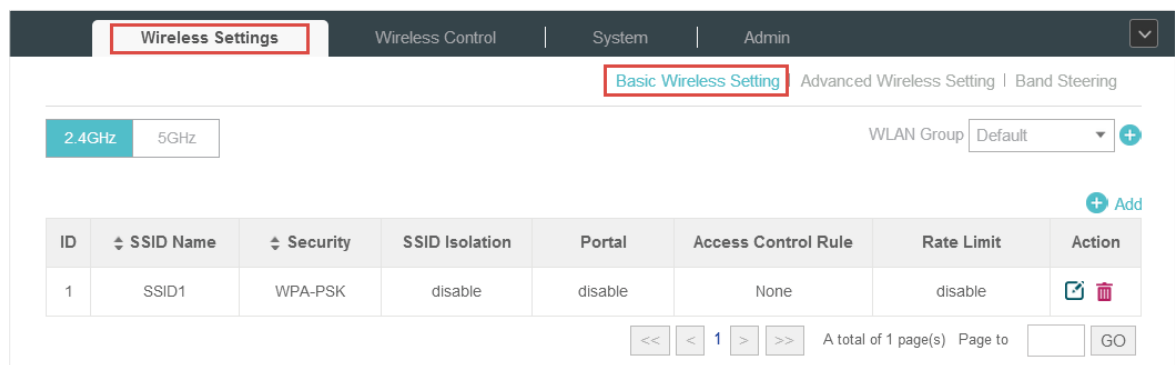 Wireless Settings Wireless Control System Admin
Basic Wireless Setting Advanced Wireless Setting Band Steering
2.4GHz 5GHz WLAN Group Default
Add
ID SSID Name Security SSID Isolation Portal Access Control Rule Rate Limit Action
1 SSID1 WPA-PSK disable disable None disable
<< < 1 > >> A total of 1 page(s) Page to GO